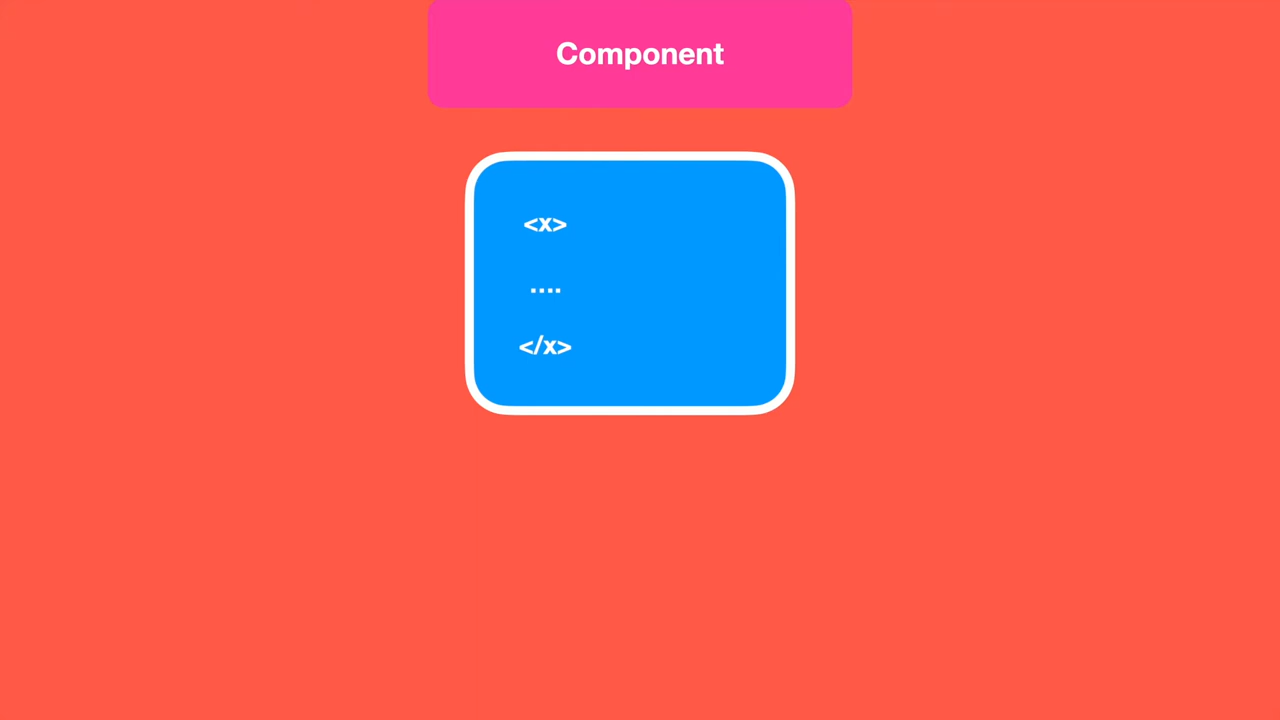 Component
<x>
....
</x>